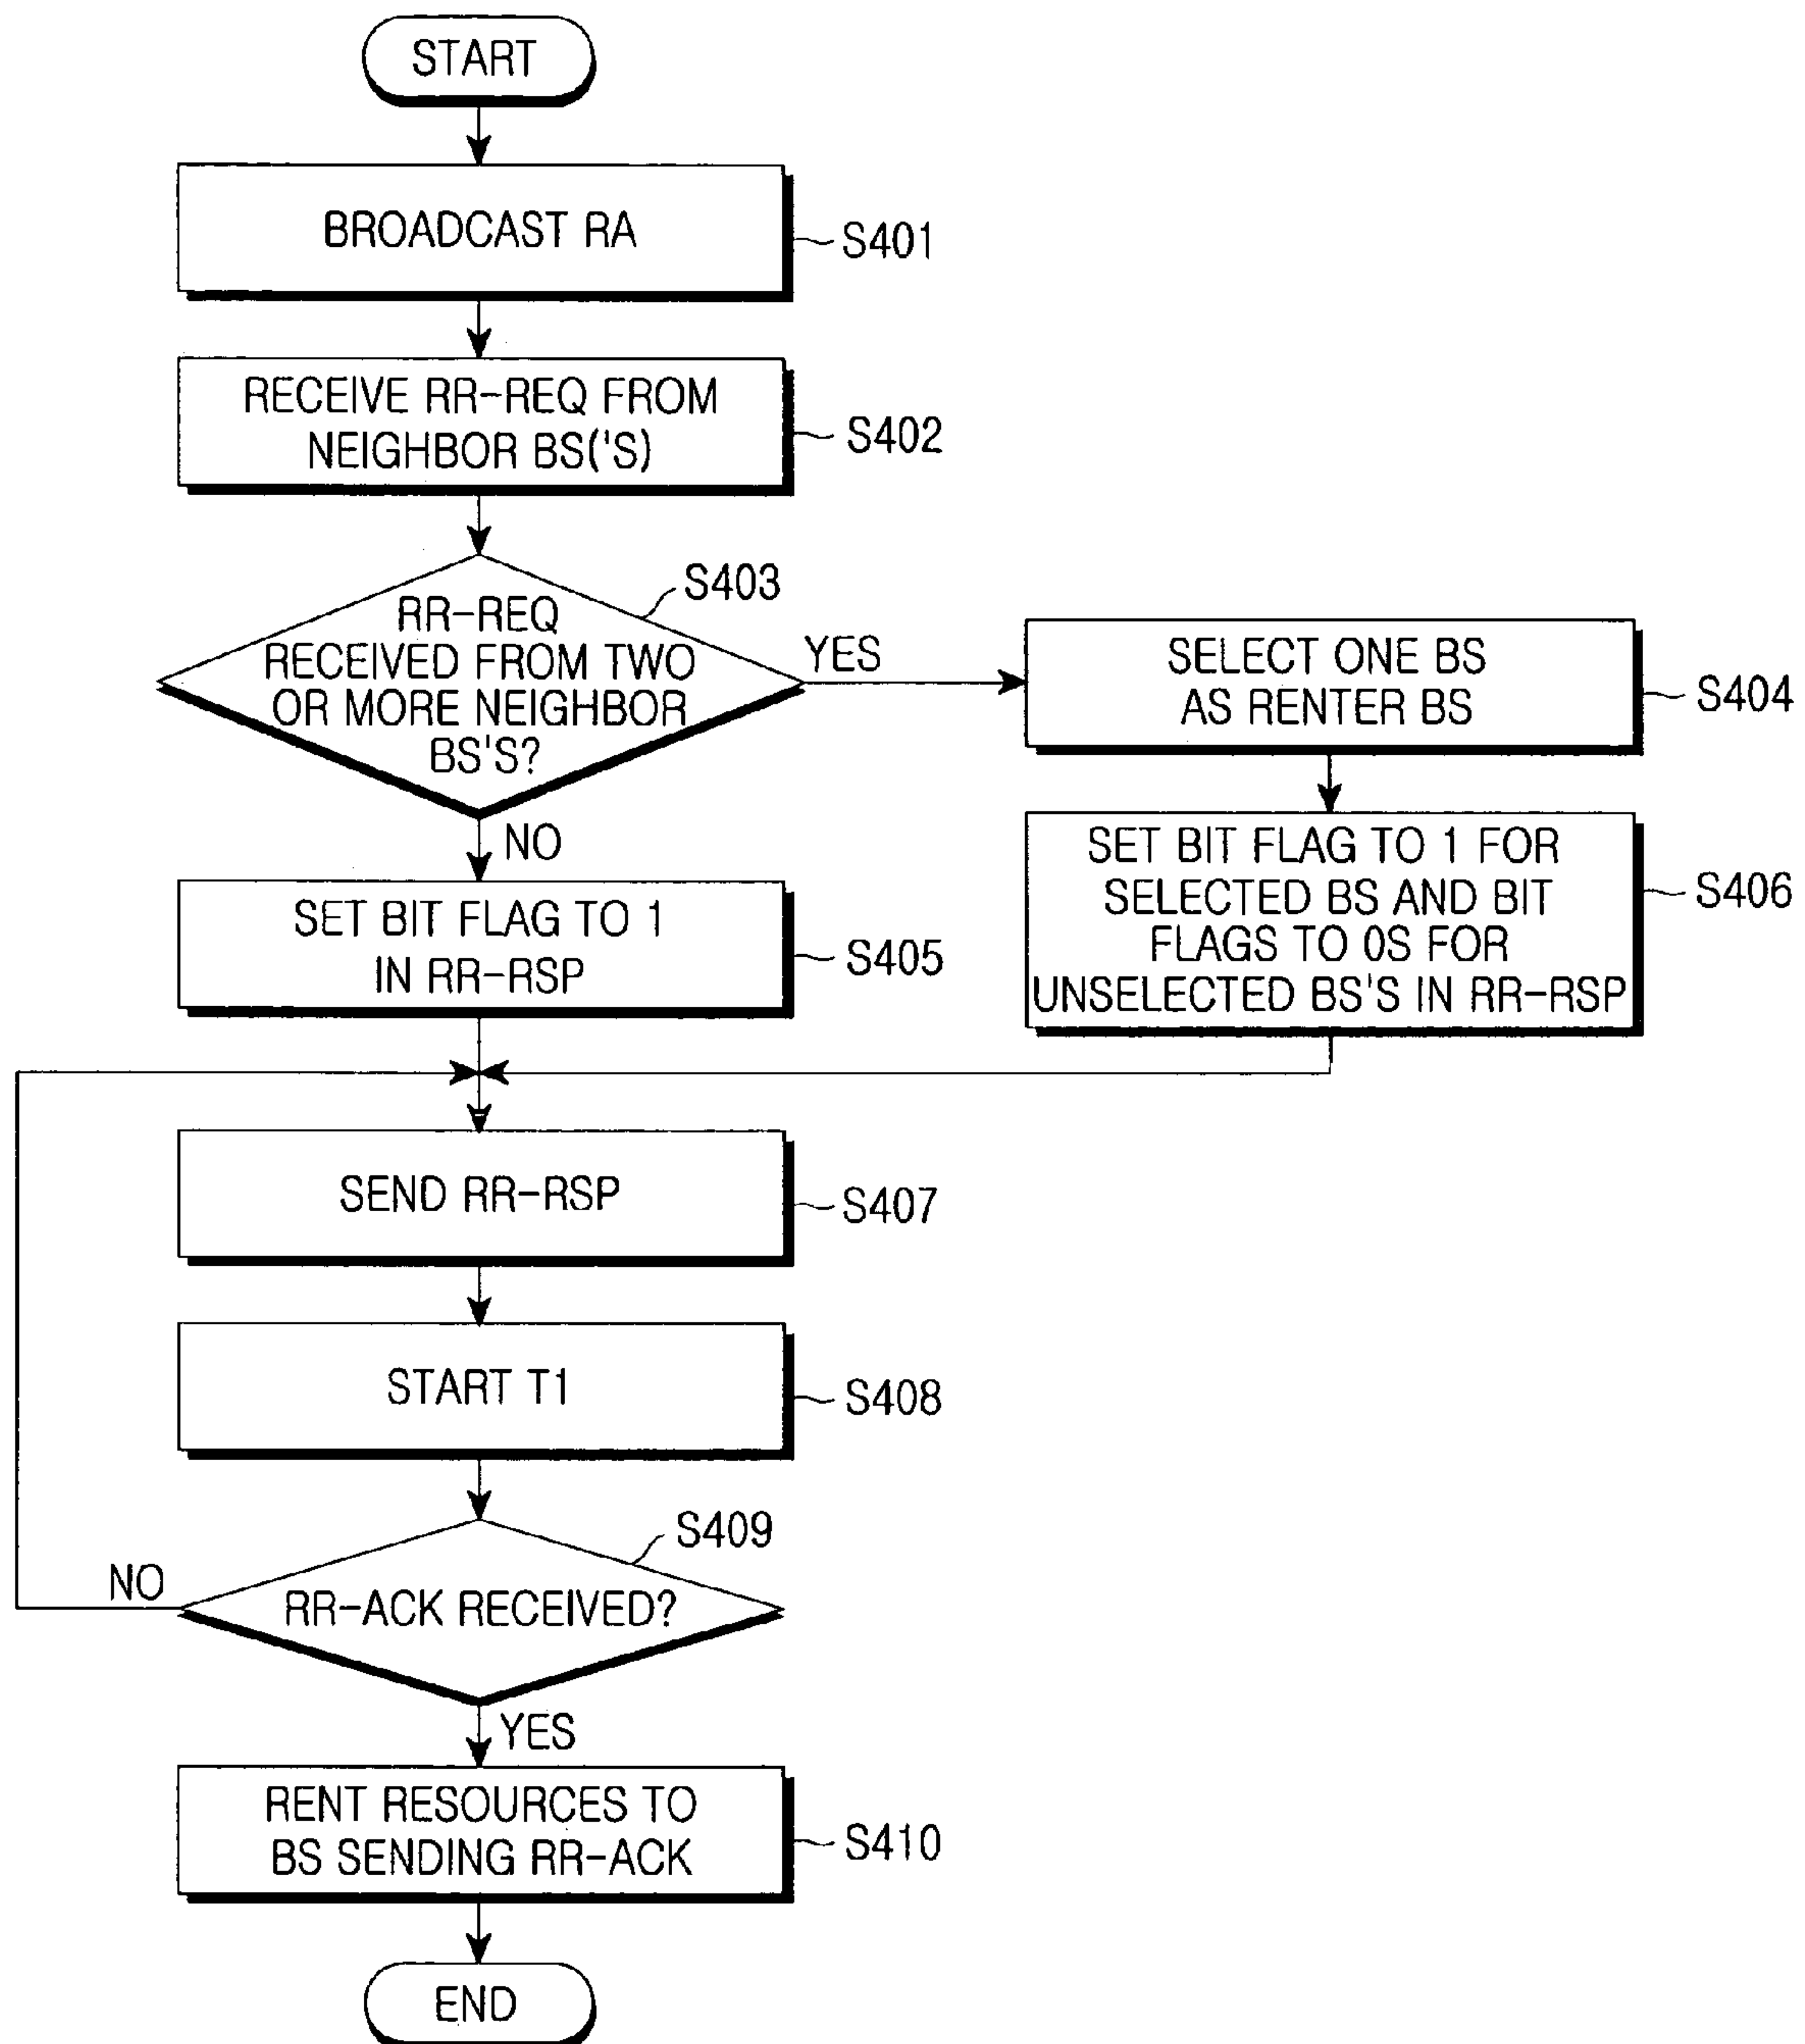 START
BROADCAST RA
S401
RECEIVE RR-REQ FROM
NEIGHBOR BS('S)
S402
S403
RR-REQ
RECEIVED FROM TWO
OR MORE NEIGHBOR
BS'S?
YES
SELECT ONE BS
AS RENTER BS
S404
NO
SET BIT FLAG TO 1
IN RR-RSP
S405
SET BIT FLAG TO 1 FOR
SELECTED BS AND BIT
FLAGS TO 0S FOR
UNSELECTED BS'S IN RR-RSP
S406
SEND RR-RSP
S407
START T1
S408
S409
RR-ACK RECEIVED?
NO
YES
RENT RESOURCES TO
BS SENDING RR-ACK
S410
END